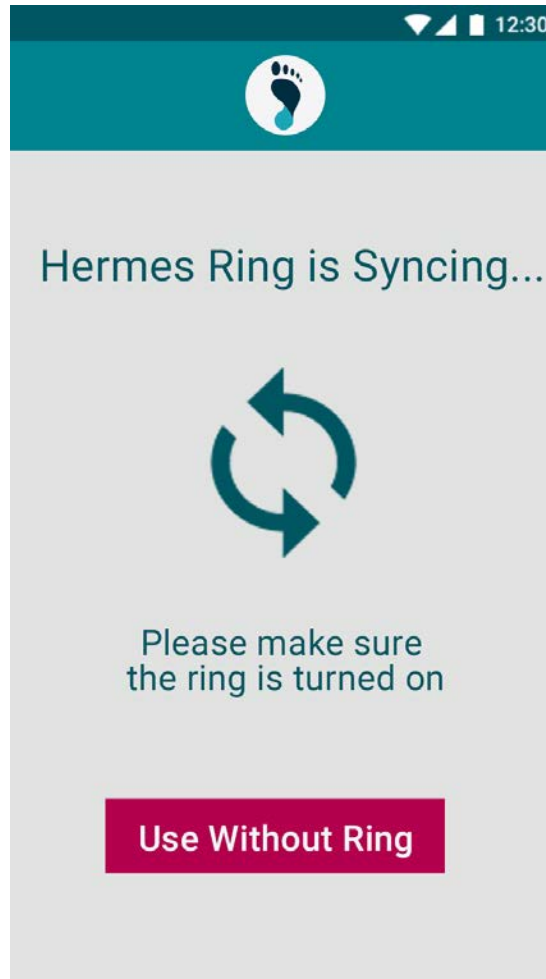 12:30
Hermes Ring is Syncing...
Please make sure
the ring is turned on
Use Without Ring